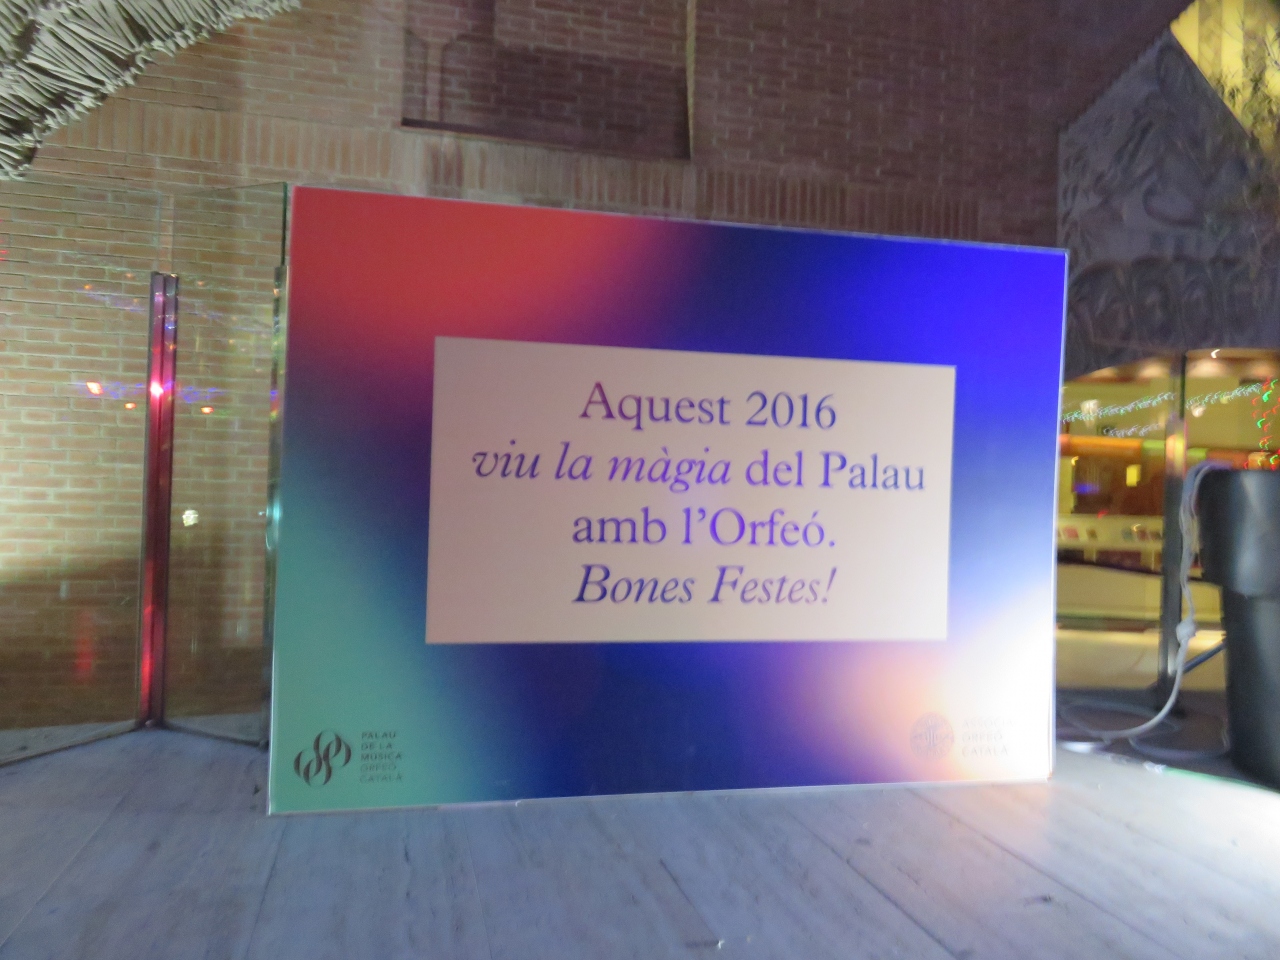 Aquest 2016
viu la màgia del Palau
amb l'Orfeó.
Bones Festes!
PALAU
DE LA
MÚSICA
ORFEÓ
CATALÀ
ORFEÓ
CATALÀ